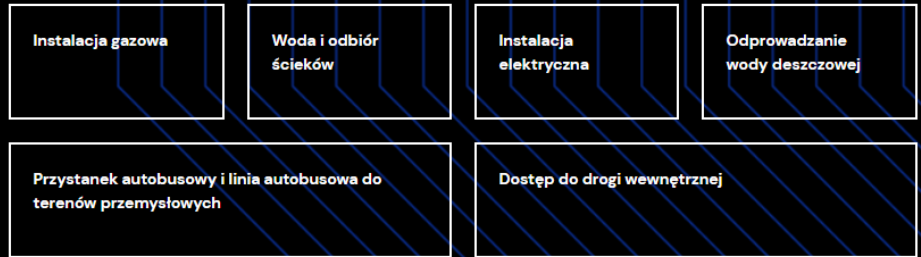 Instalacja gazowa
Woda i odbiór
ścieków
Instalacja
elektryczna
Odprowadzanie
wody deszczowej
Przystanek autobusowy i linia autobusowa do
terenów przemysłowych
Dostęp do drogi wewnętrznej